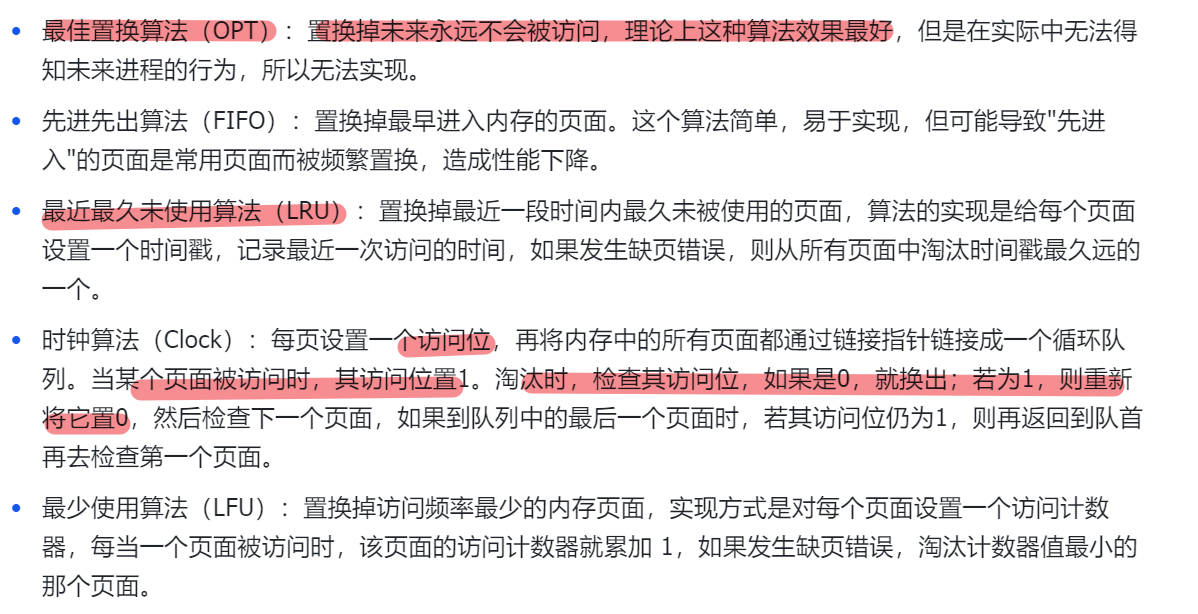 最佳置换算法（OPT）：置换掉未来永远不会被访问，理论上这种算法效果最好，但是在实际中无法得
知未来进程的行为，所以无法实现。
先进先出算法（FIFO）：置换掉最早进入内存的页面。这个算法简单，易于实现，但可能导致"先进
入"的页面是常用页面而被频繁置换，造成性能下降。
最近最久未使用算法（LRU）：置换掉最近一段时间内最久未被使用的页面，算法的实现是给每个页面
设置一个时间戳，记录最近一次访问的时间，如果发生缺页错误，则从所有页面中淘汰时间戳最久远的
一个。
时钟算法（Clock）：每页设置一个访问位，再将内存中的所有页面都通过链接指针链接成一个循环队
列。当某个页面被访问时，其访问位置1。淘汰时，检查其访问位，如果是0，就换出；若为1，则重新
将它置0，然后检查下一个页面，如果到队列中的最后一个页面时，若其访问位仍为1，则再返回到队首
再去检查第一个页面。
最少使用算法（LFU）：置换掉访问频率最少的内存页面，实现方式是对每个页面设置一个访问计数
器，每当一个页面被访问时，该页面的访问计数器就累加 1，如果发生缺页错误，淘汰计数器值最小的
那个页面。